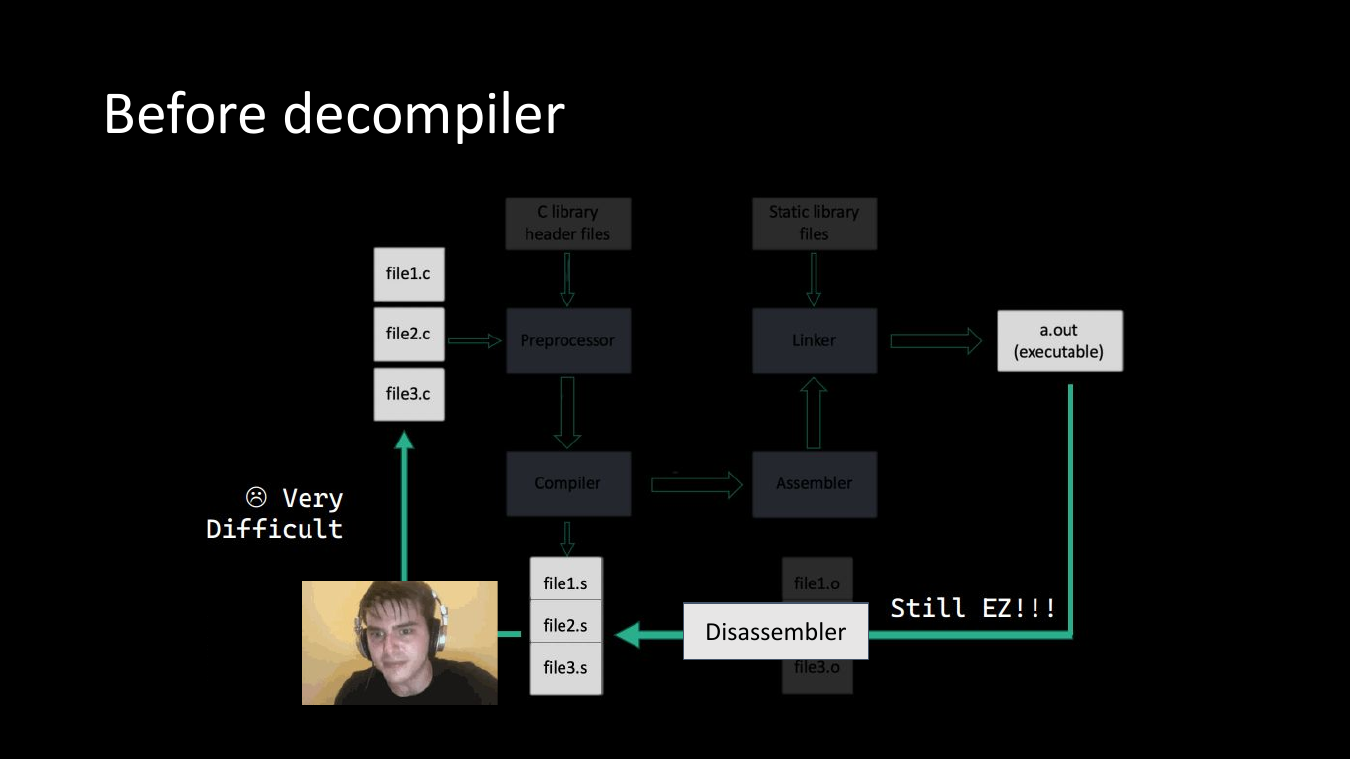 Before decompiler
C library
header files
Static library
files
file1.c
file2.c
file3.c
Preprocessor
Linker
a.out
(executable)
Compiler
Assembler
☹ Very
Difficult
file1.s
file2.s
file3.s
file1.o
Disassembler
file3.o
Still EZ!!!